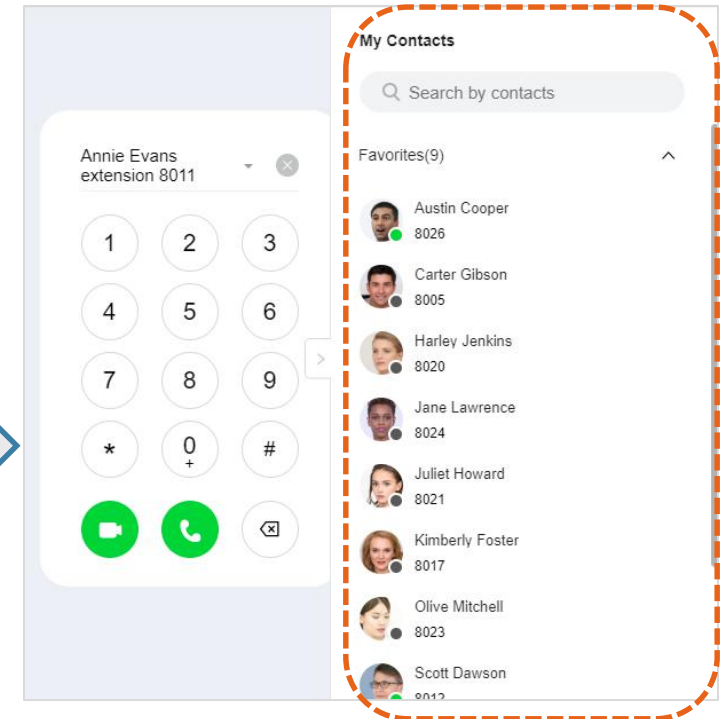 My Contacts
Search by contacts
Annie Evans
extension 8011
Favorites(9)
1 2 3
4 5 6
7 8 9
* 0 #
+
Austin Cooper
8026
Carter Gibson
8005
Harley Jenkins
8020
Jane Lawrence
8024
Juliet Howard
8021
Kimberly Foster
8017
Olive Mitchell
8023
Scott Dawson
8012